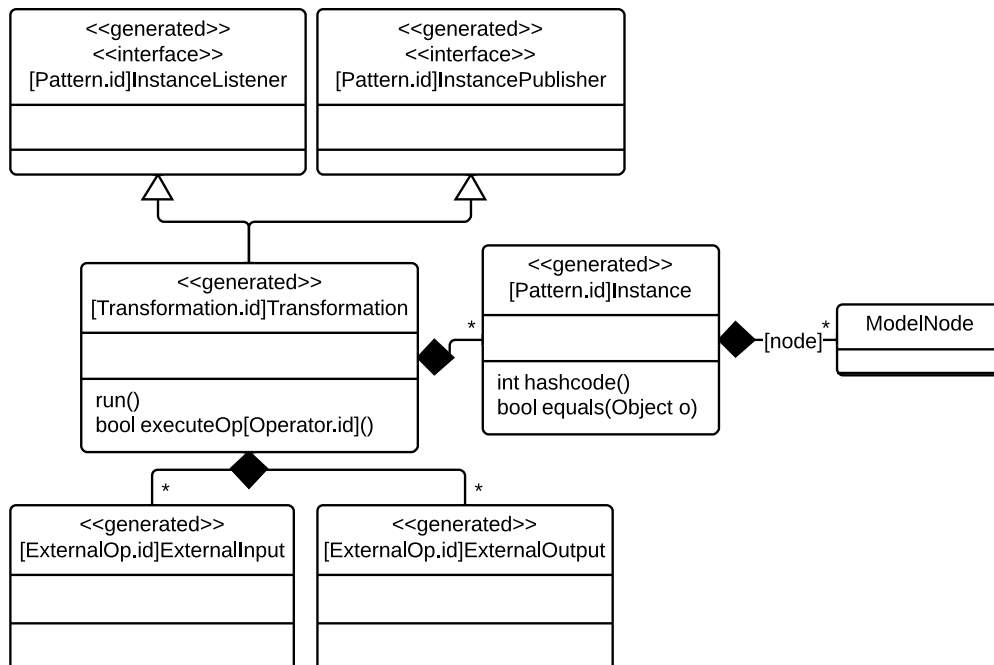 <<generated>>
<<interface>>
[Pattern.id]InstanceListener
<<generated>>
<<interface>>
[Pattern.id]InstancePublisher
<<generated>>
[Transformation.id]Transformation
run()
bool executeOp[Operator.id]()
*
<<generated>>
[Pattern.id]Instance
int hashcode()
bool equals(Object o)
[node]
*
ModelNode
*
*
<<generated>>
[ExternalOp.id]ExternalInput
<<generated>>
[ExternalOp.id]ExternalOutput